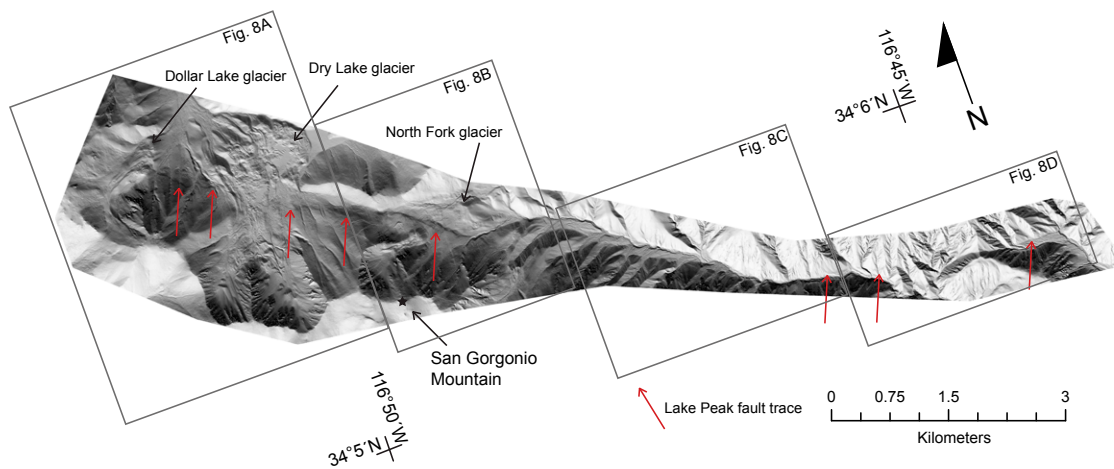 Fig. 8A
Dollar Lake glacier
Dry Lake glacier
Fig. 8B
North Fork glacier
Fig. 8C
Fig. 8D
116°45´W
34°6´N
N
San Gorgonio
Mountain
116°50´W
34°5´N
Lake Peak fault trace
0 0.75 1.5 3
Kilometers